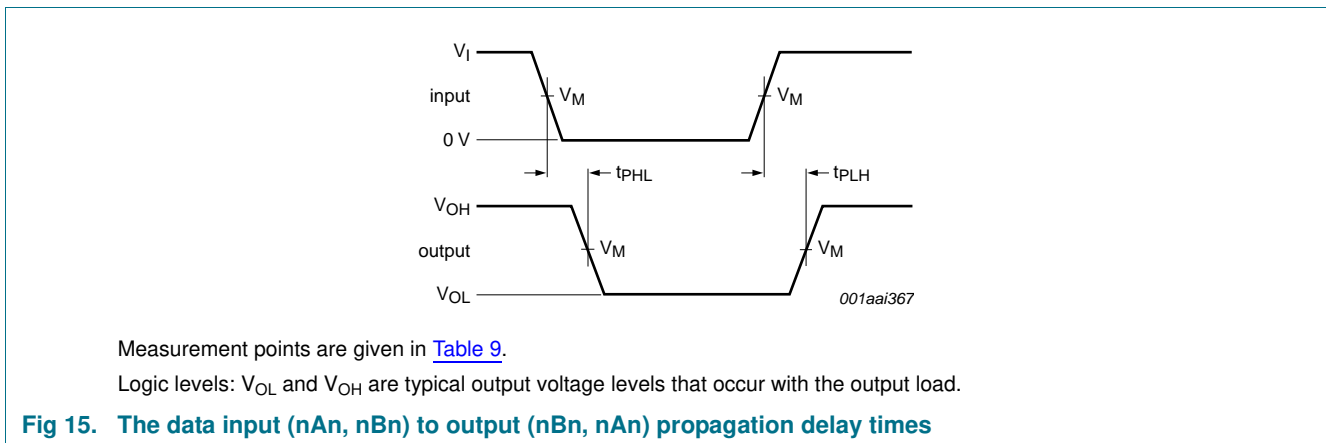 VI
input VM VM
0 V
tPHL tPLH
VOH
output VM VM
VOL
001aai367
Measurement points are given in Table 9.
Logic levels: VOL and VOH are typical output voltage levels that occur with the output load.
Fig 15. The data input (nAn, nBn) to output (nBn, nAn) propagation delay times